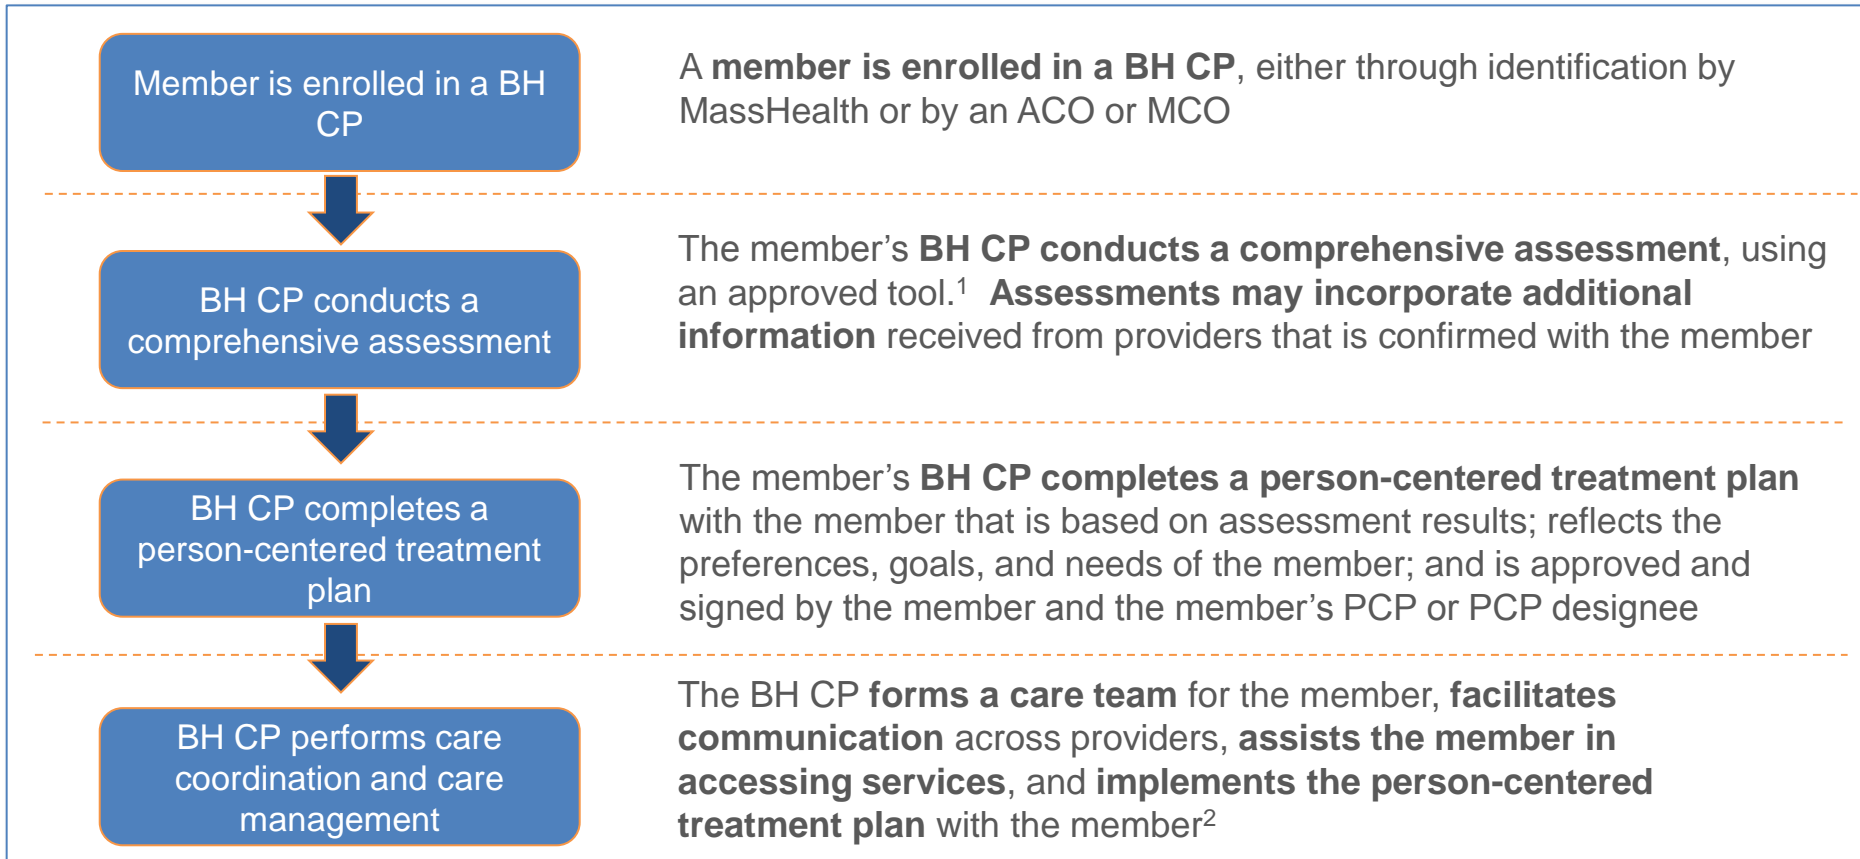 Member is enrolled in a BH
CP
A member is enrolled in a BH CP, either through identification by
MassHealth or by an ACO or MCO
BH CP conducts a
comprehensive assessment
The member’s BH CP conducts a comprehensive assessment, using
an approved tool.¹ Assessments may incorporate additional
information received from providers that is confirmed with the member
BH CP completes a
person-centered treatment
plan
The member’s BH CP completes a person-centered treatment plan
with the member that is based on assessment results; reflects the
preferences, goals, and needs of the member; and is approved and
signed by the member and the member’s PCP or PCP designee
BH CP performs care
coordination and care
management
The BH CP forms a care team for the member, facilitates
communication across providers, assists the member in
accessing services, and implements the person-centered
treatment plan with the member²